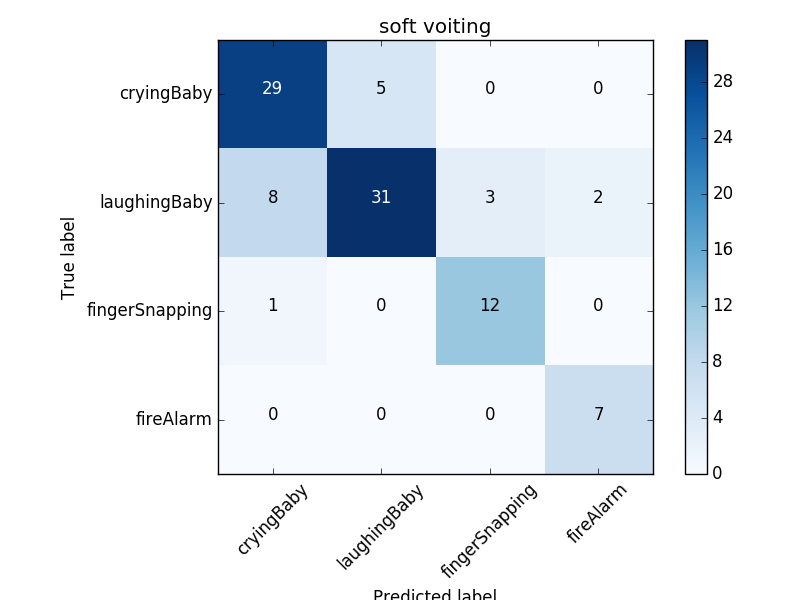 soft voiting
cryingBaby 29 5 0 0
laughingBaby 8 31 3 2
fingerSnapping 1 0 12 0
fireAlarm 0 0 0 7
True label
cryingBaby laughingBaby fingerSnapping fireAlarm
Predicted label
28
24
20
16
12
8
4
0